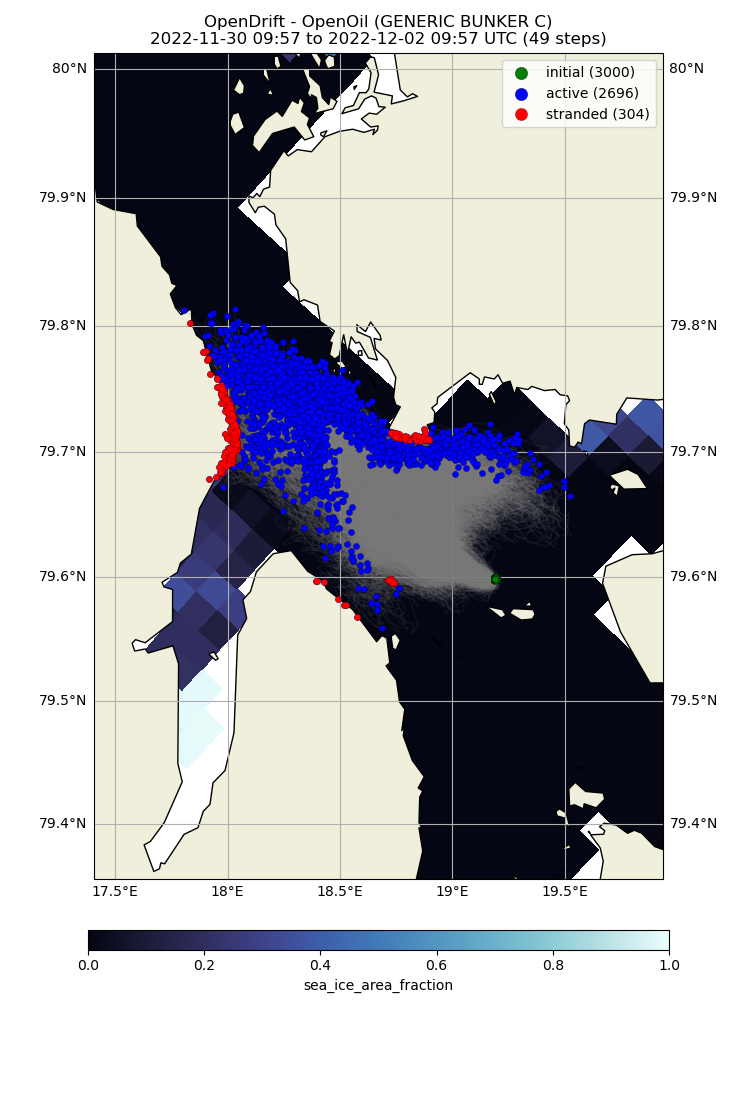 OpenDrift - OpenOil (GENERIC BUNKER C)
2022-11-30 09:57 to 2022-12-02 09:57 UTC (49 steps)
initial (3000)
active (2696)
stranded (304)
80°N 80°N
79.9°N 79.9°N
79.8°N 79.8°N
79.7°N 79.7°N
79.6°N 79.6°N
79.5°N 79.5°N
79.4°N 79.4°N
17.5°E 18°E 18.5°E 19°E 19.5°E
0.0 0.2 0.4 0.6 0.8 1.0
sea_ice_area_fraction